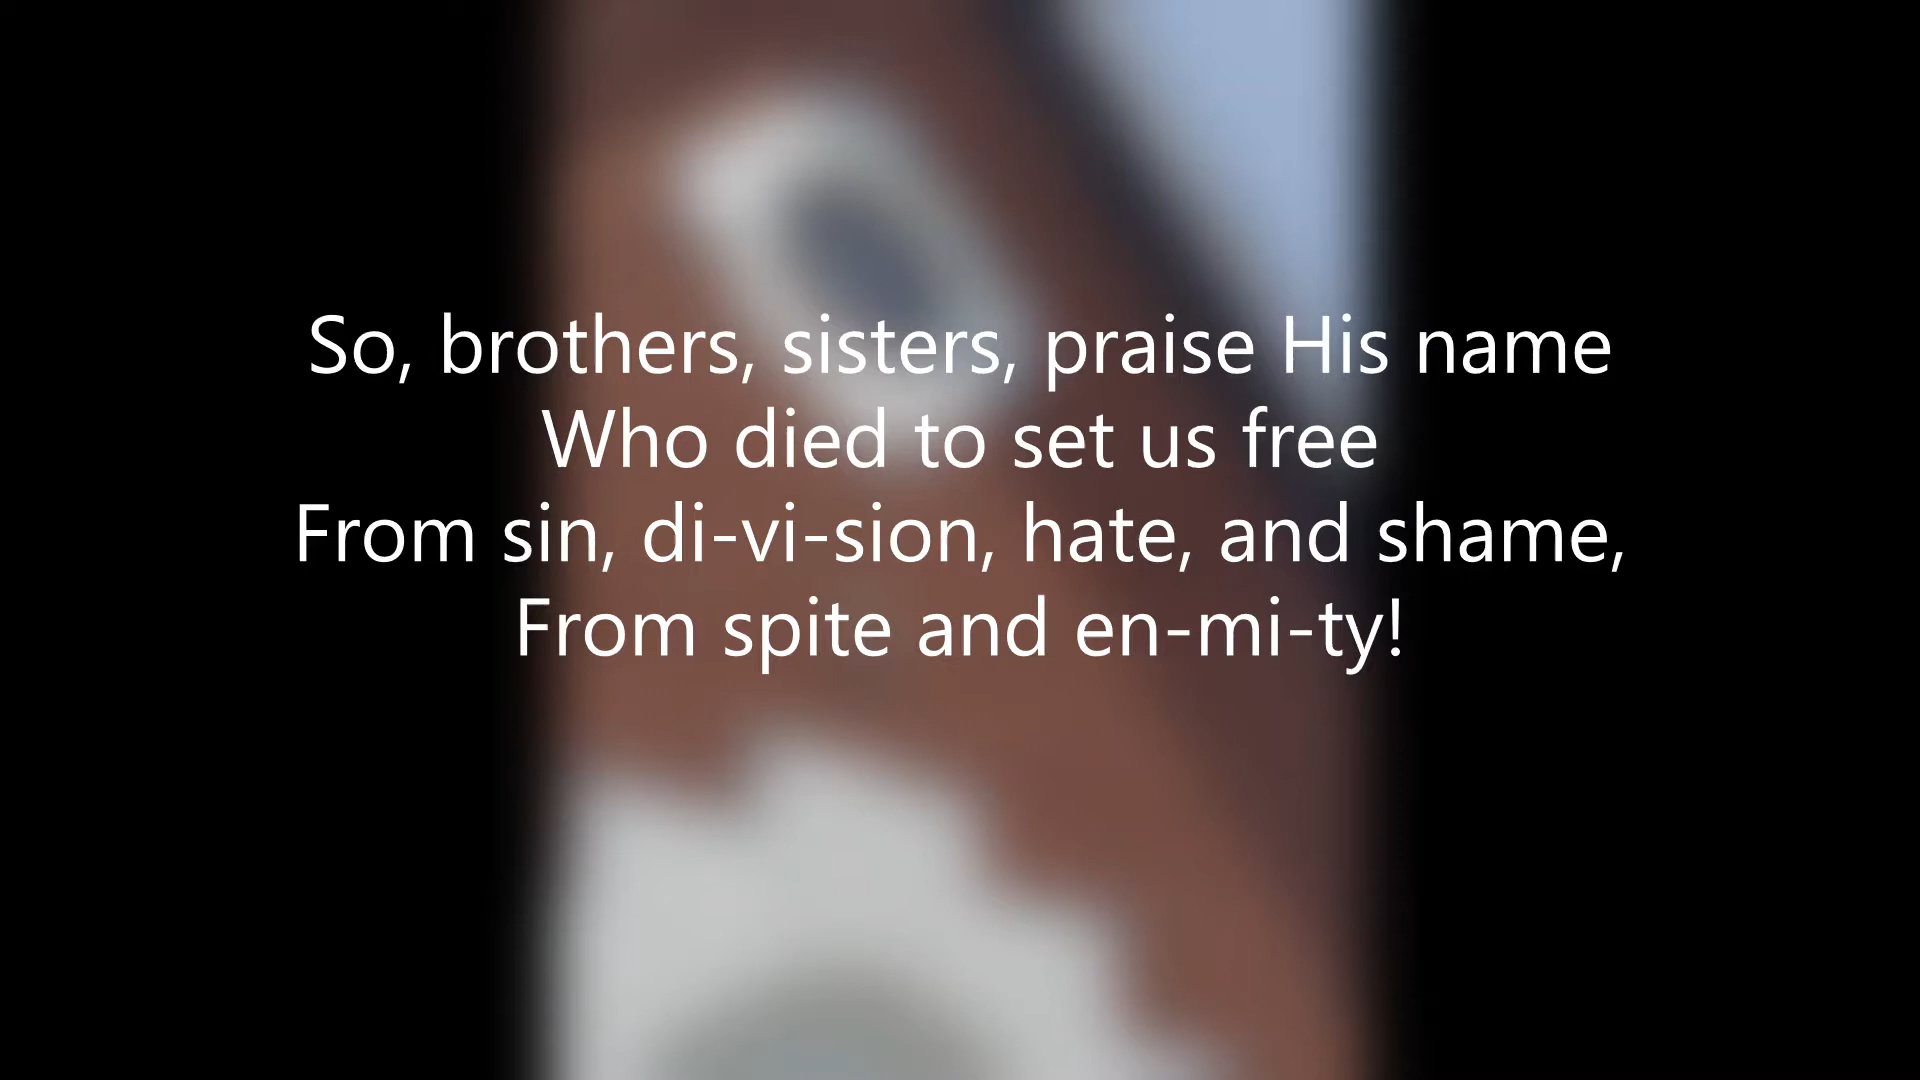 So, brothers, sisters, praise His name
Who died to set us free
From sin, di-vi-sion, hate, and shame,
From spite and en-mi-ty!